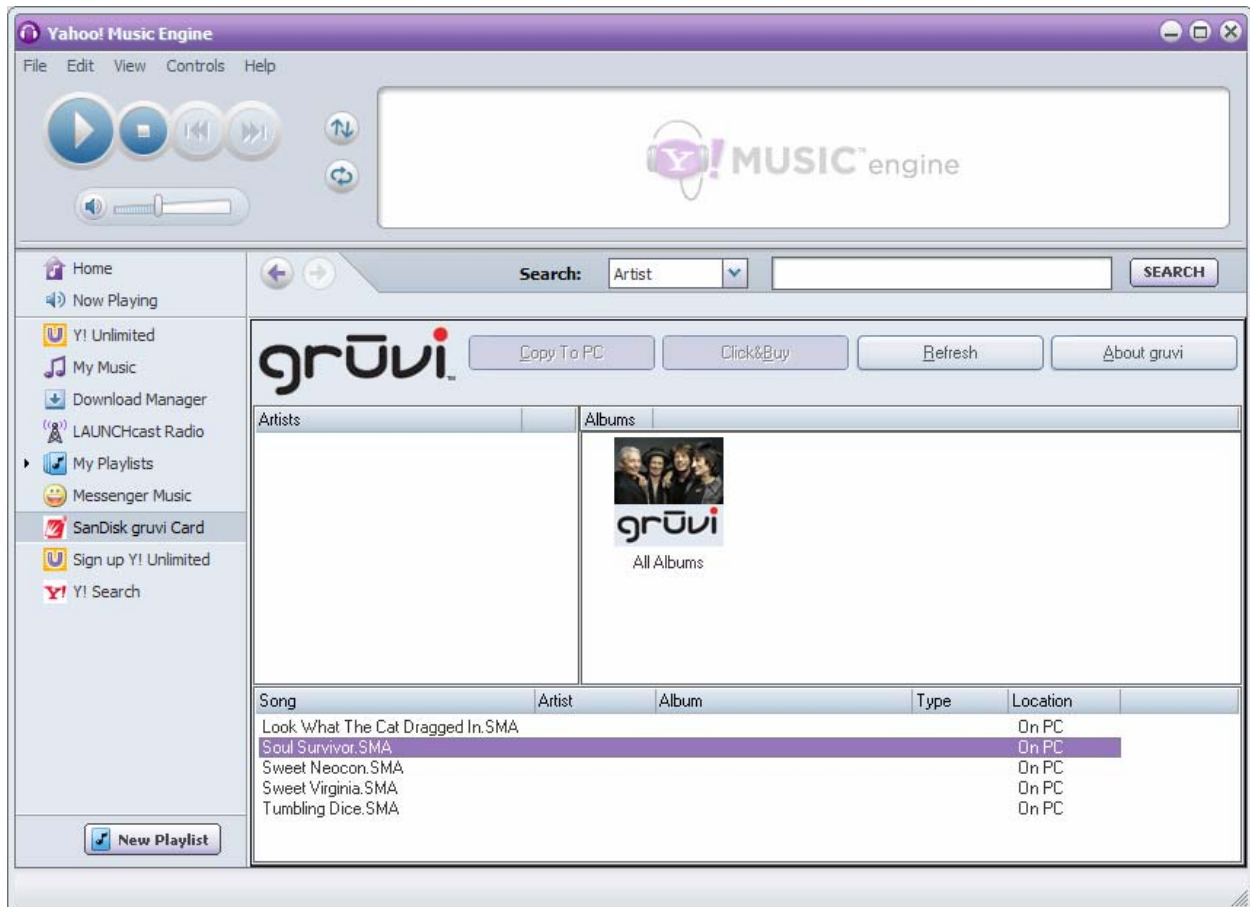 Yahoo! Music Engine
File Edit View Controls Help
Y! MUSIC™ engine
Home
Now Playing
Search: Artist SEARCH
Y! Unlimited
My Music
Download Manager
LAUNCHcast Radio
My Playlists
Messenger Music
SanDisk gruvi Card
Sign up Y! Unlimited
Y! Search
New Playlist
grūvi™ Copy To PC Click&Buy Refresh About gruvi
Artists Albums
grūvi
All Albums
Song Artist Album Type Location
Look What The Cat Dragged In.SMA On PC
Soul Survivor.SMA On PC
Sweet Neocon.SMA On PC
Sweet Virginia.SMA On PC
Tumbling Dice.SMA On PC